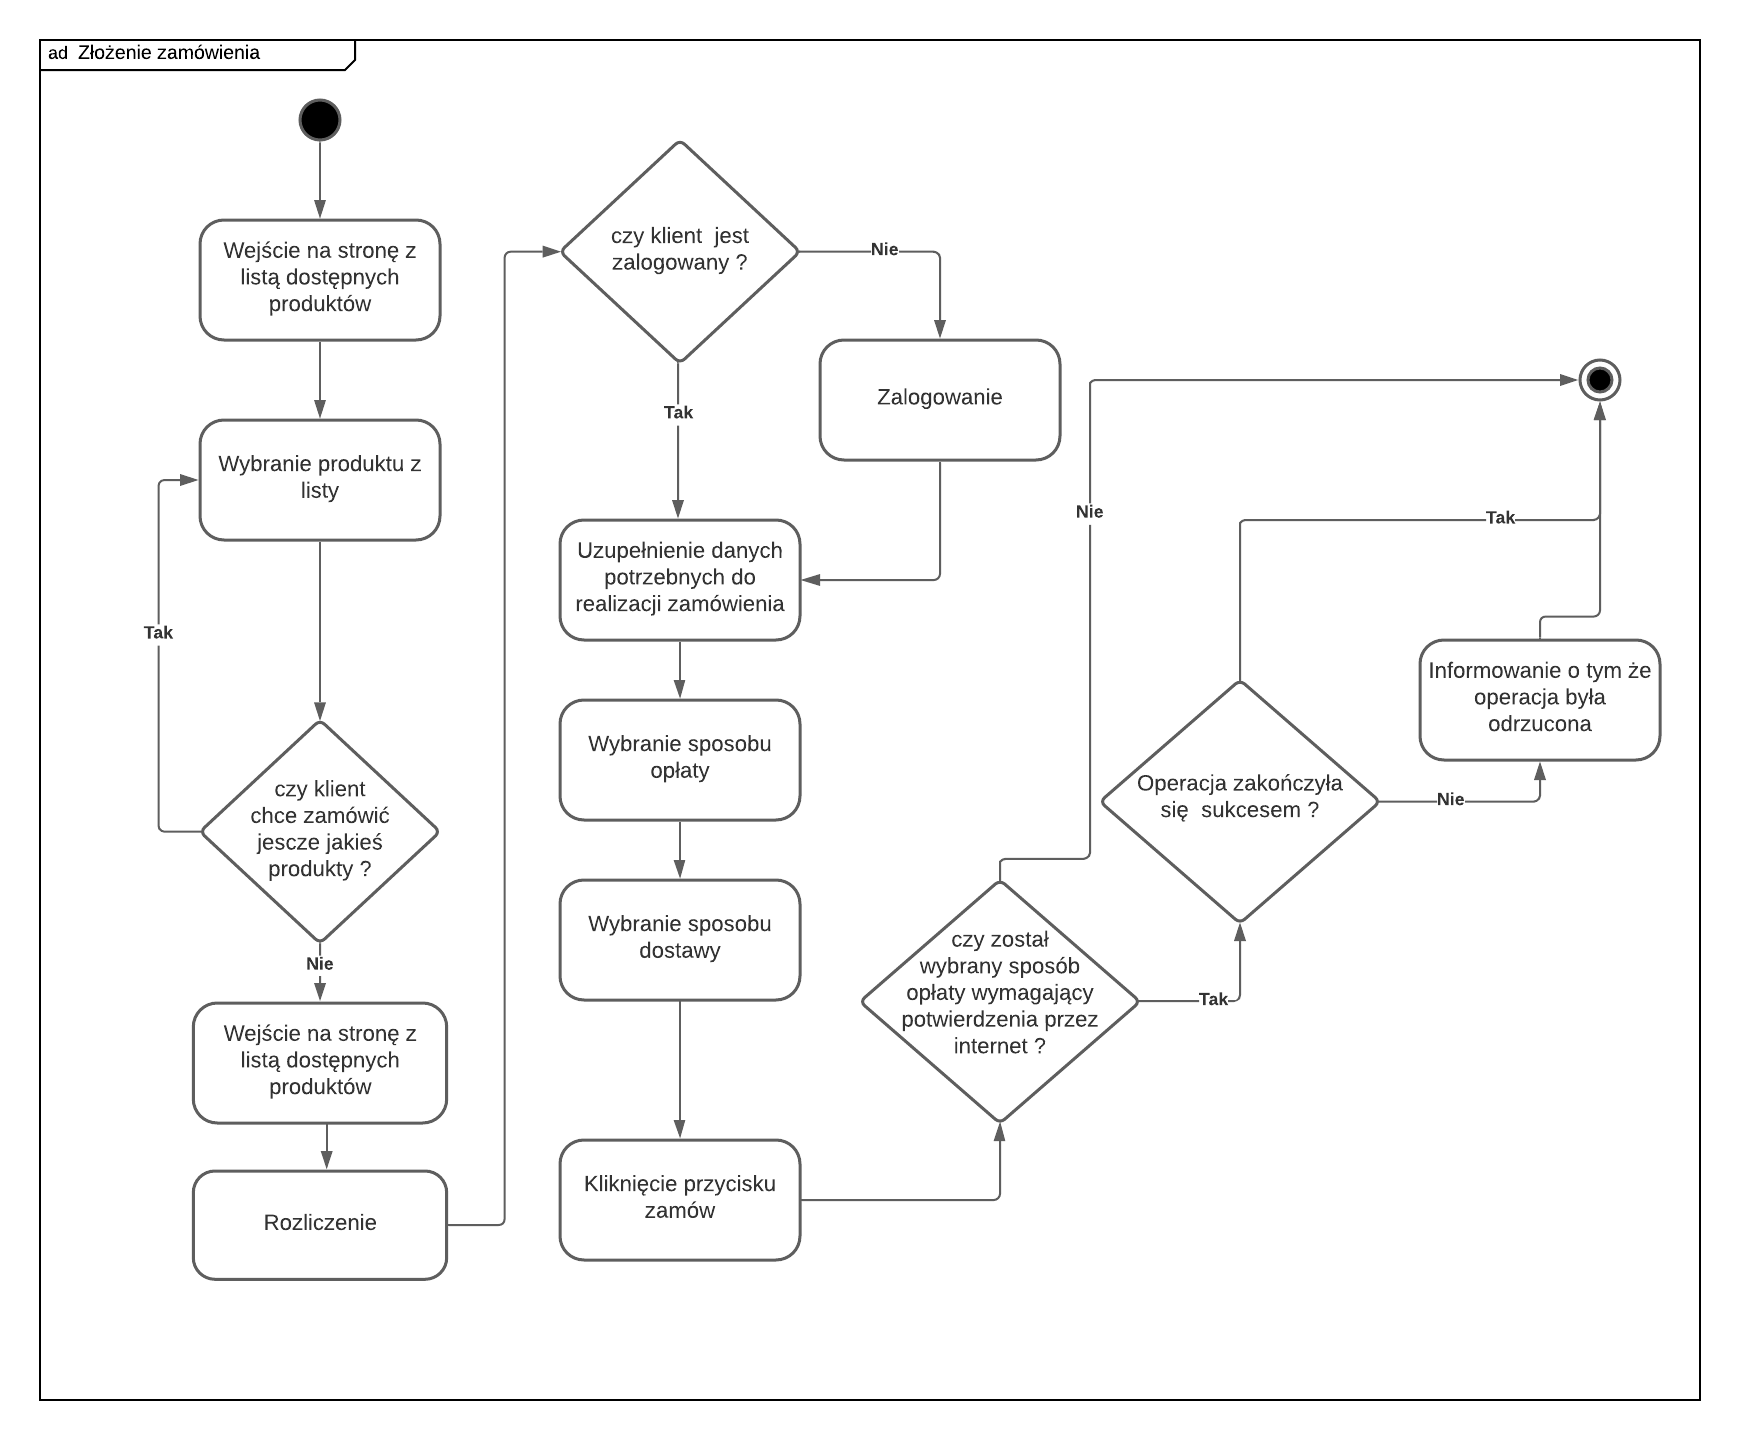 ad Złożenie zamówienia
Wejście na stronę z
listą dostępnych
produktów
Wybranie produktu z
listy
Tak
czy klient
chce zamówić
jescze jakieś
produkty ?
Nie
Wejście na stronę z
listą dostępnych
produktów
Rozliczenie
czy klient jest
zalogowany ?
Nie
Zalogowanie
Tak
Uzupełnienie danych
potrzebnych do
realizacji zamówienia
Wybranie sposobu
opłaty
Wybranie sposobu
dostawy
Kliknięcie przycisku
zamów
czy został
wybrany sposób
opłaty wymagający
potwierdzenia przez
internet ?
Nie
Tak
Operacja zakończyła
się sukcesem ?
Tak
Nie
Informowanie o tym że
operacja była
odrzucona